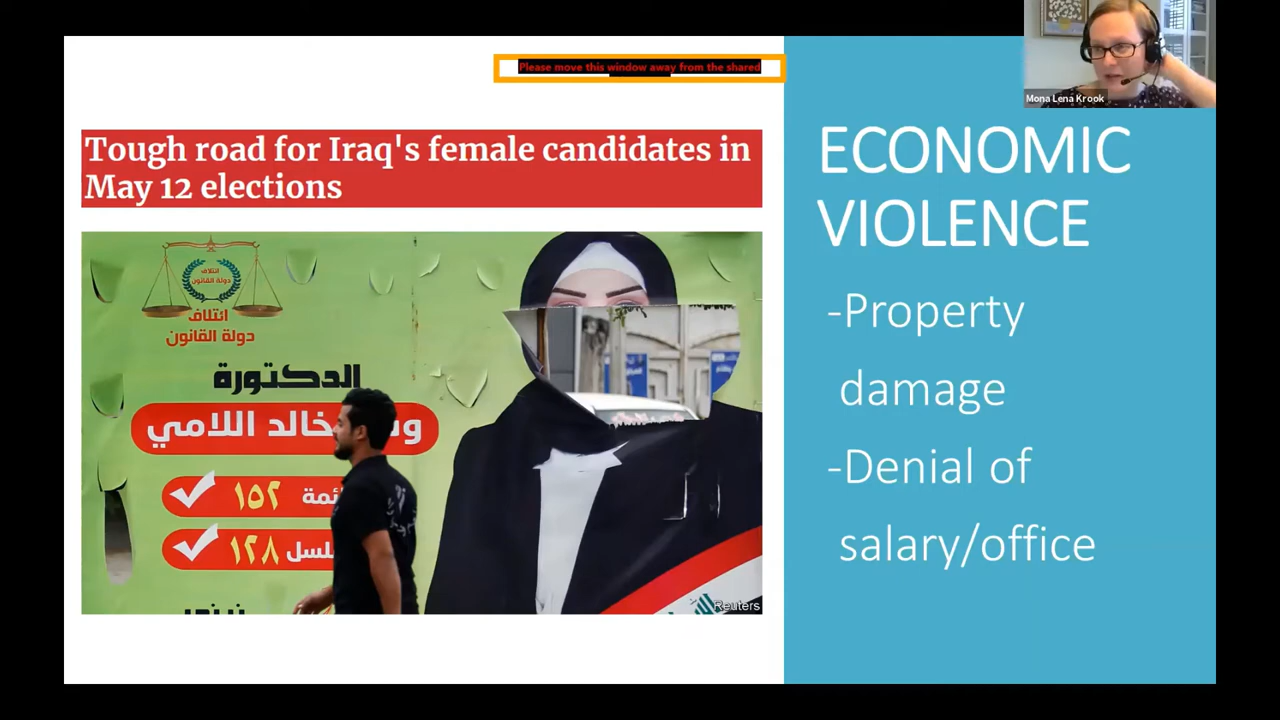 Please move this window away from the shared
Mona Lena Krook
Tough road for Iraq's female candidates in
May 12 elections
ائتلاف
دولة القانون
ائتلاف
دولة القانون
الدكتورة
خالد اللامي
١٥٢
١٢٨
Reuters
ECONOMIC
VIOLENCE
-Property
damage
-Denial of
salary/office